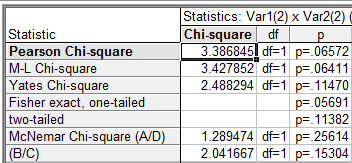 Statistics: Var1(2) x Var2(2) (
Statistic Chi-square df p
Pearson Chi-square 3.386845 df=1 p=.06572
M-L Chi-square 3.427852 df=1 p=.06411
Yates Chi-square 2.488294 df=1 p=.11470
Fisher exact, one-tailed p=.05691
two-tailed p=.11382
McNemar Chi-square (A/D) 1.289474 df=1 p=.25614
(B/C) 2.041667 df=1 p=.15304